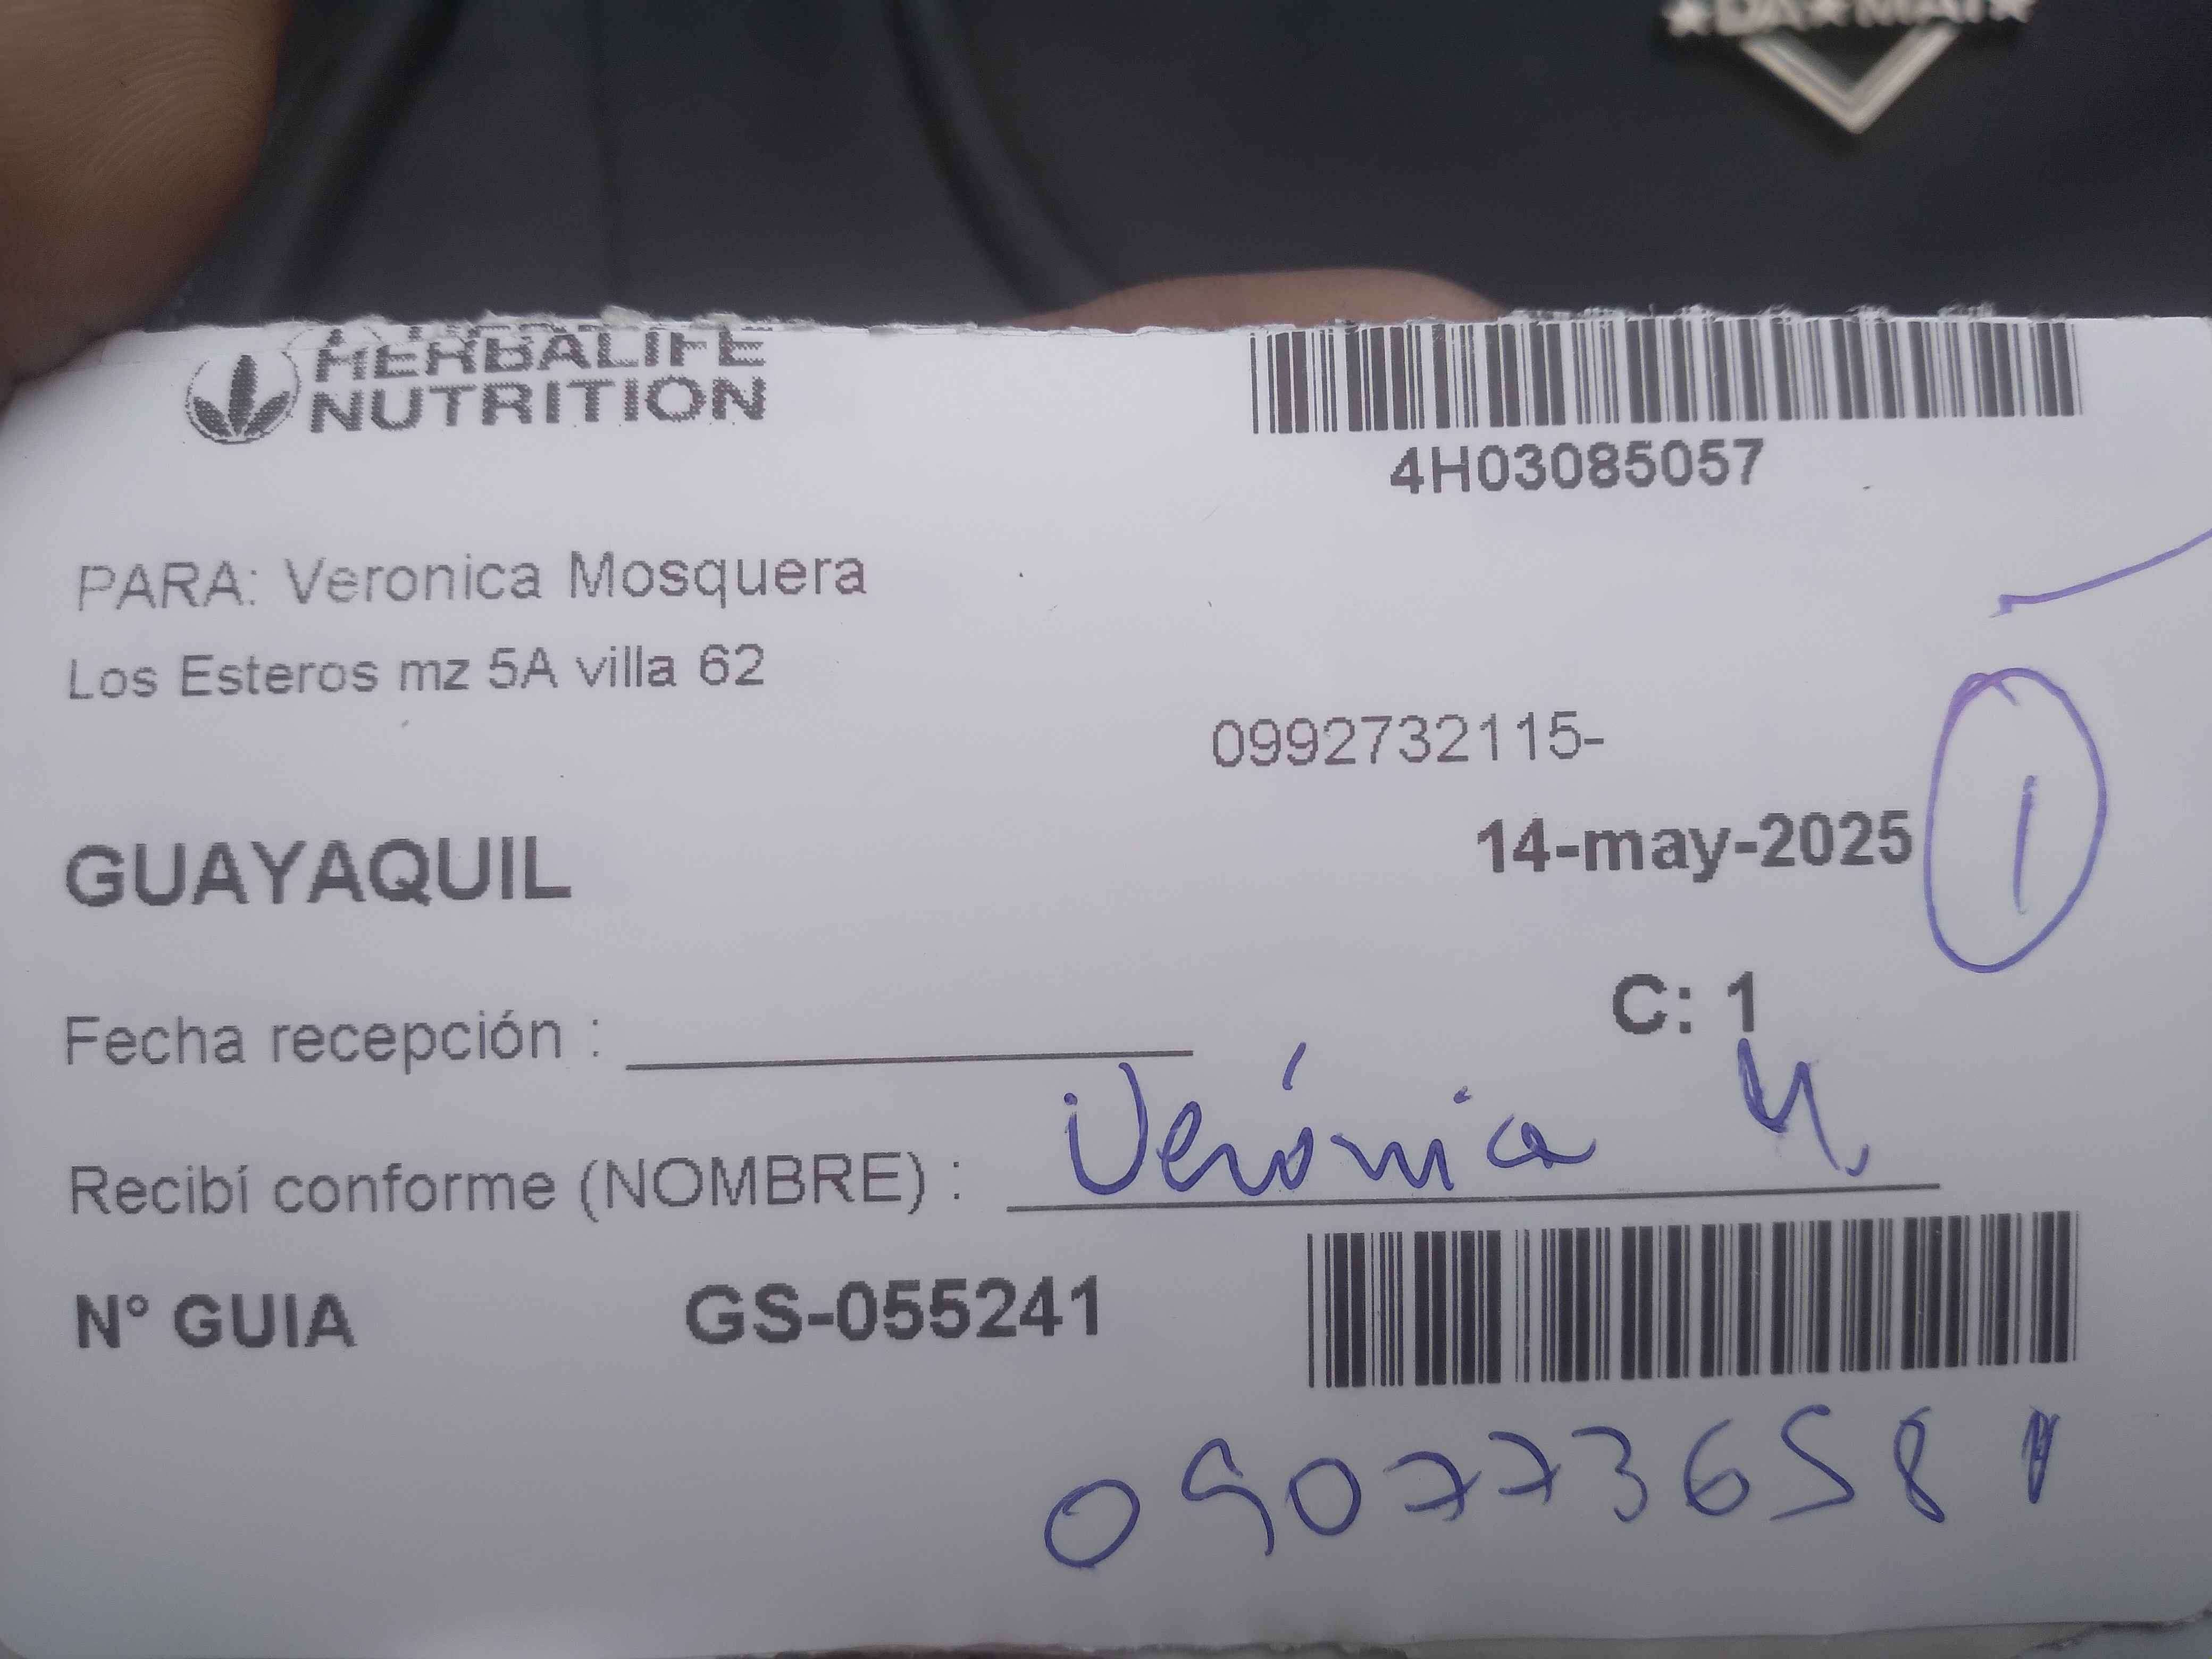 HERBALIFE
NUTRITION
4H03085057
PARA: Veronica Mosquera
Los Esteros mz 5A villa 62
0992732115-
GUAYAQUIL
14-may-2025
1
C: 1
Fecha recepción :
Recibí conforme (NOMBRE) : Verónica M.
N° GUIA GS-055241
0907736581